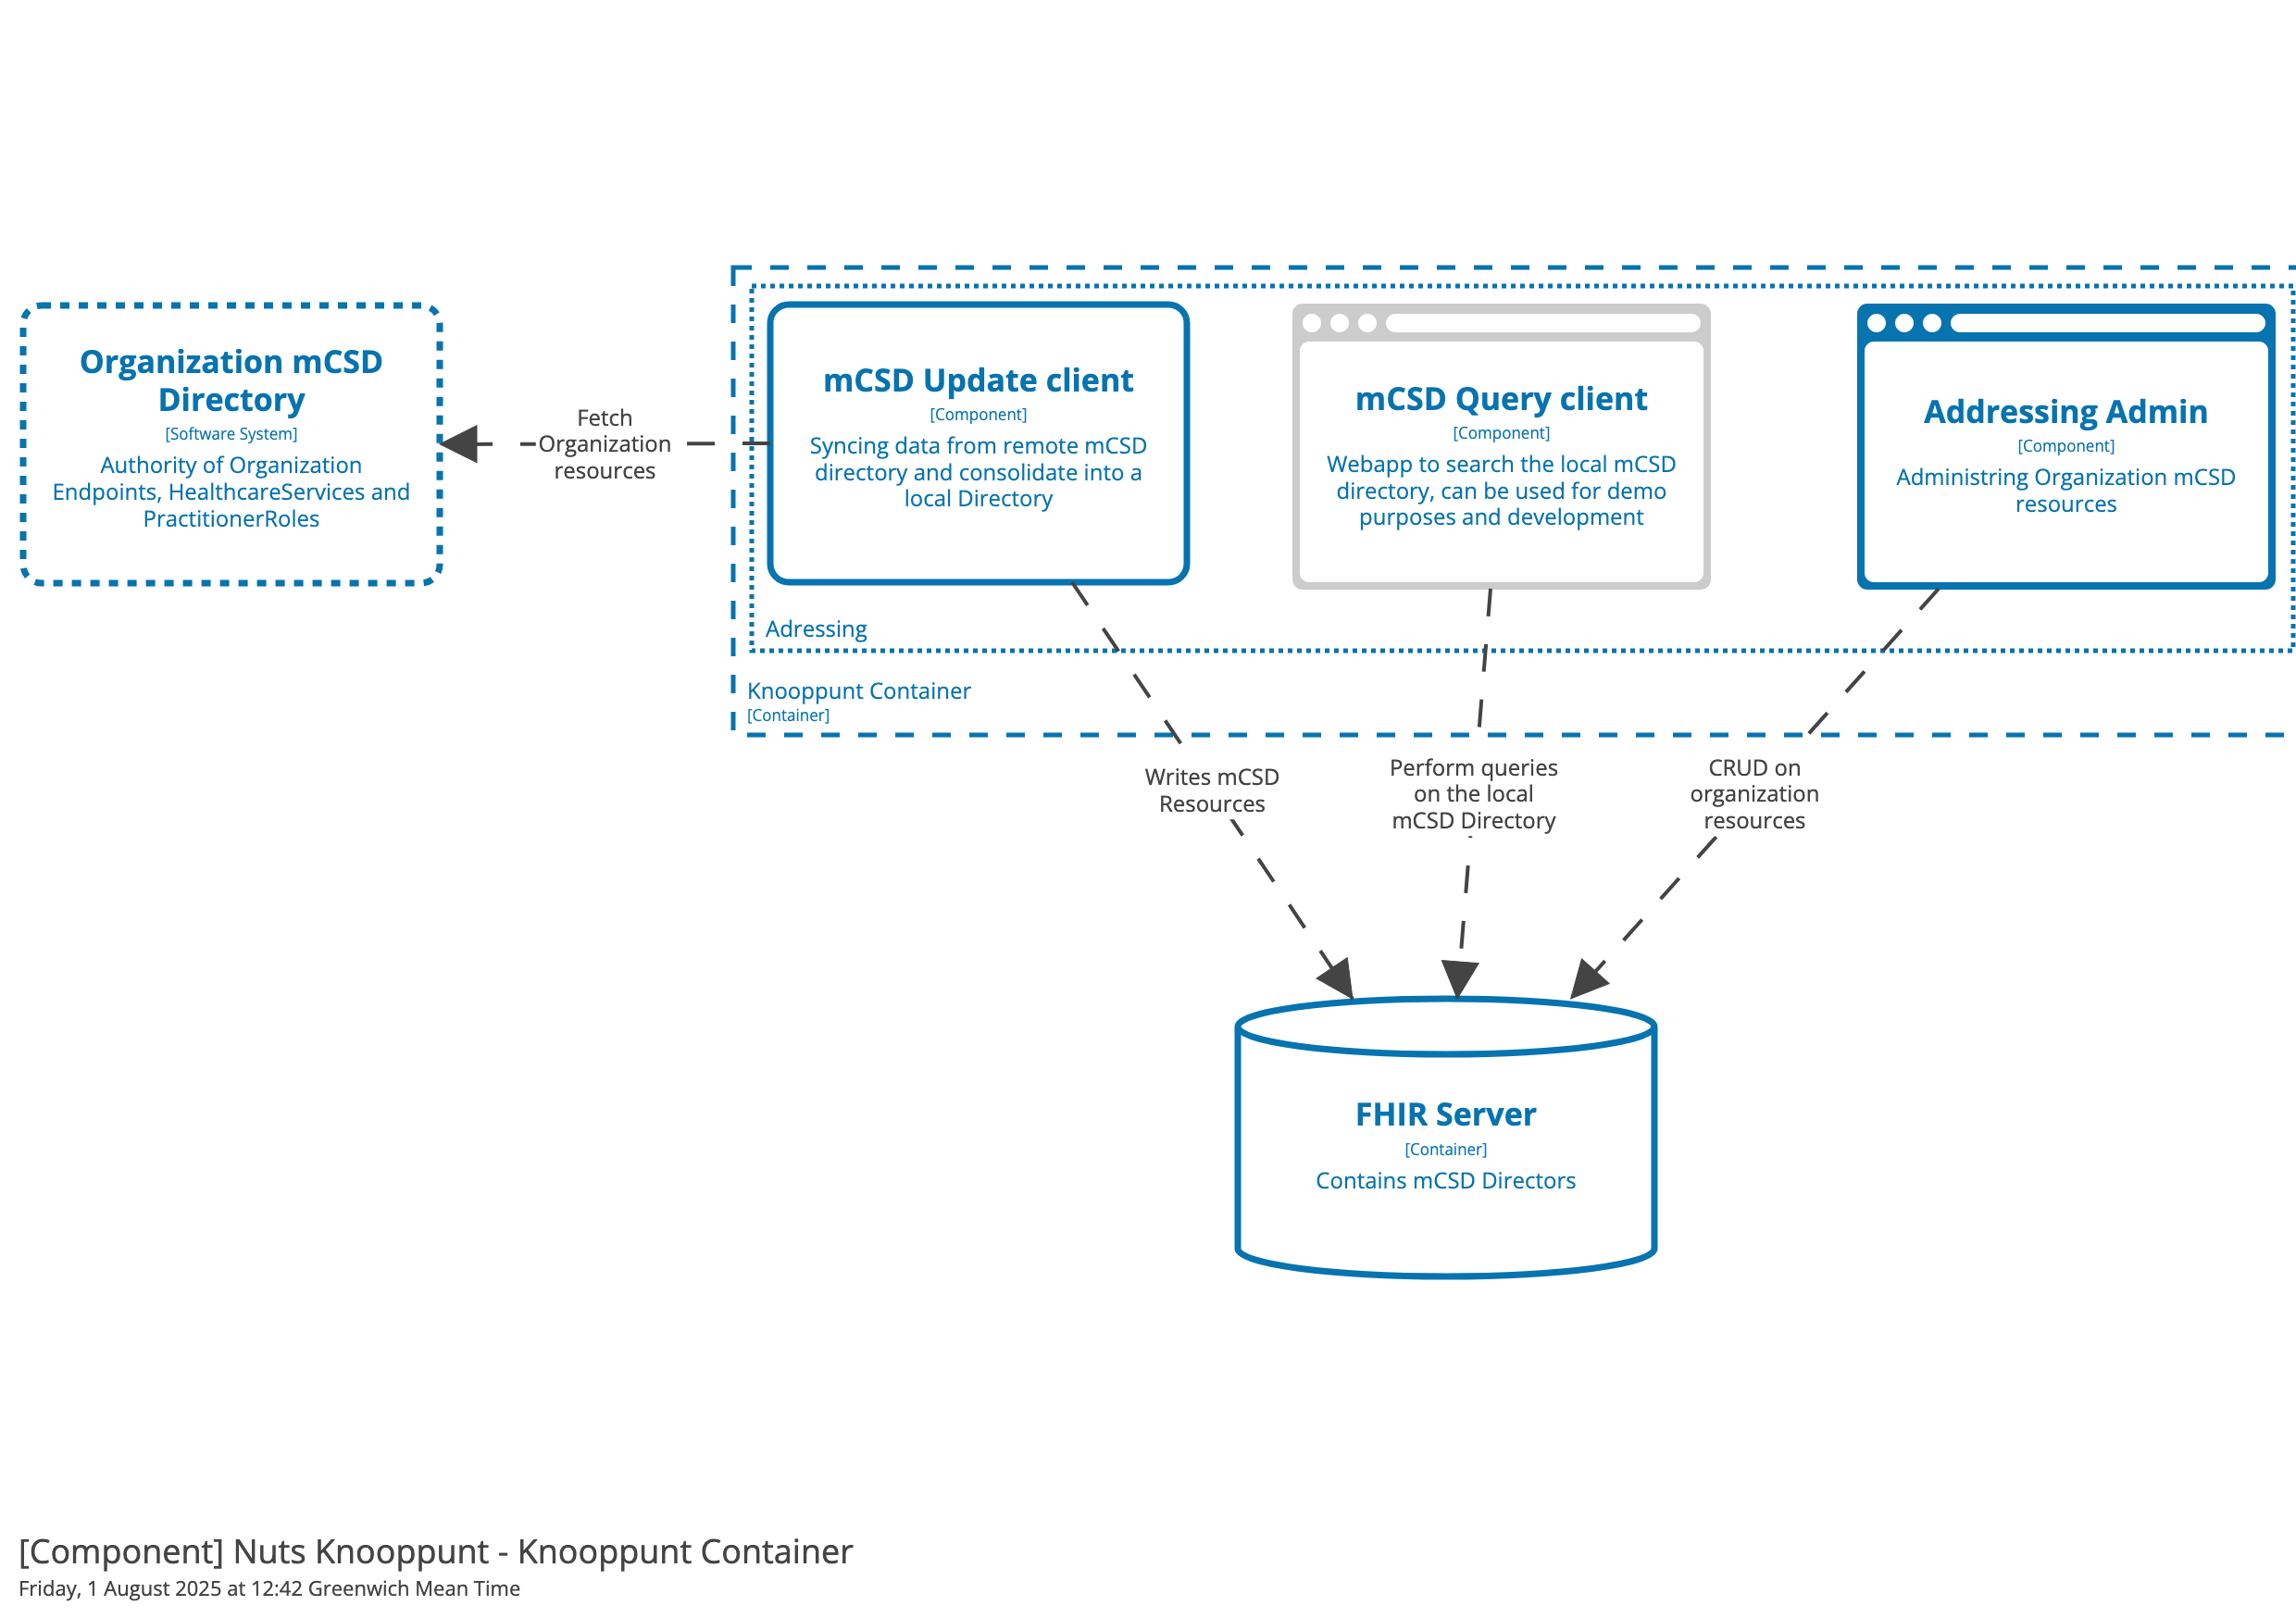 Organization mCSD
Directory
[Software System]
Authority of Organization
Endpoints, HealthcareServices and
PractitionerRoles
Fetch
Organization
resources
mCSD Update client
[Component]
Syncing data from remote mCSD
directory and consolidate into a
local Directory
mCSD Query client
[Component]
Webapp to search the local mCSD
directory, can be used for demo
purposes and development
Addressing Admin
[Component]
Administring Organization mCSD
resources
Adressing
Knooppunt Container
[Container]
Writes mCSD
Resources
Perform queries
on the local
mCSD Directory
CRUD on
organization
resources
FHIR Server
[Container]
Contains mCSD Directors
[Component] Nuts Knooppunt - Knooppunt Container
Friday, 1 August 2025 at 12:42 Greenwich Mean Time